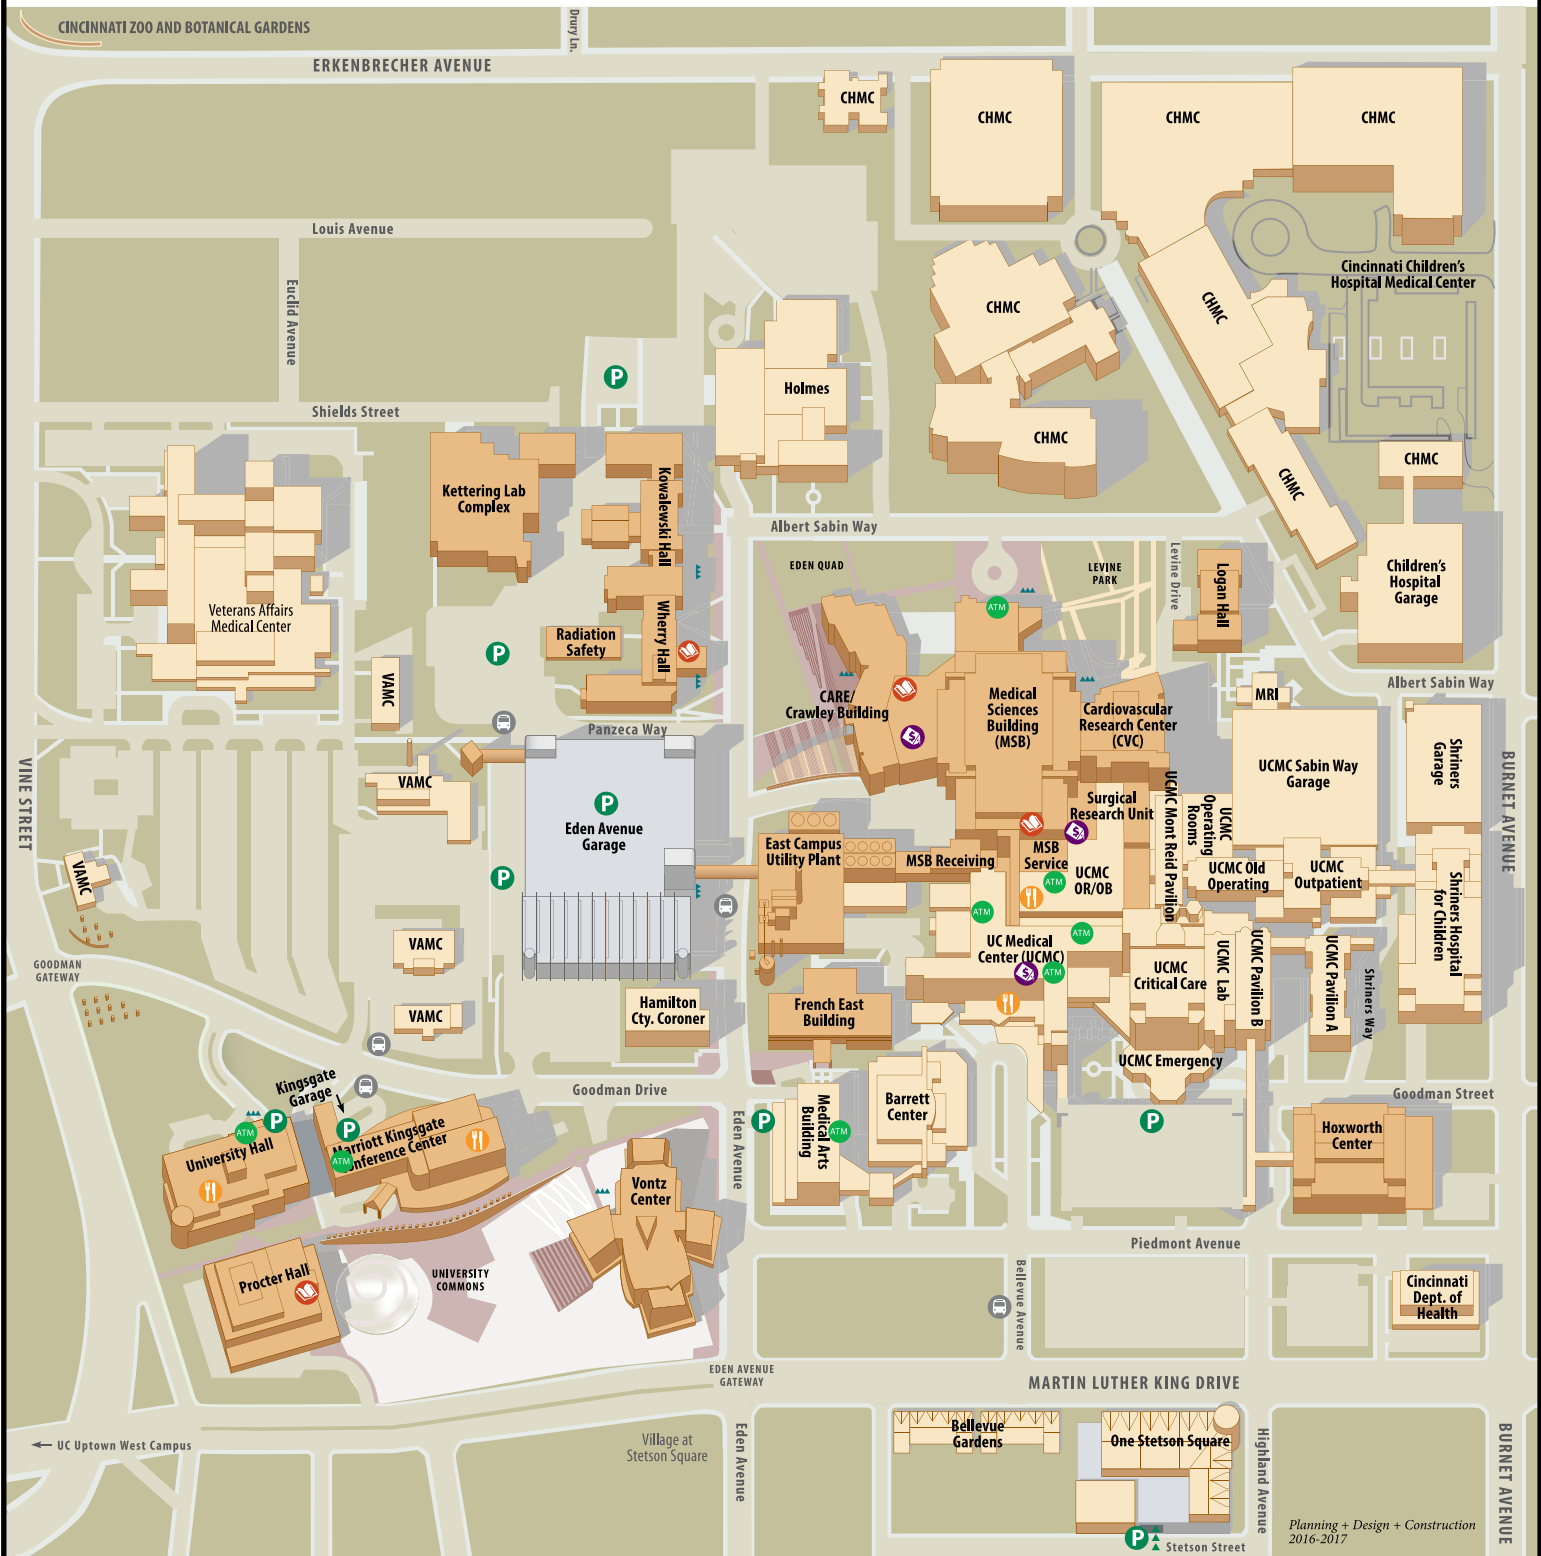 CINCINNATI ZOO AND BOTANICAL GARDENS
Drury Ln.
ERKENBRECHER AVENUE
CHMC
CHMC
CHMC
CHMC
Louis Avenue
Euclid Avenue
Cincinnati Children's
Hospital Medical Center
CHMC
CHMC
P
Holmes
Shields Street
CHMC
CHMC
CHMC
Kettering Lab
Complex
Kowalewski Hall
Albert Sabin Way
EDEN QUAD
LEVINE
PARK
Levine Drive
Logan Hall
Children's
Hospital
Garage
Veterans Affairs
Medical Center
ATM
Wherry Hall
Radiation
Safety
P
VAMC
CARE/
Crawley Building
Medical
Sciences
Building
(MSB)
Cardiovascular
Research Center
(CVC)
MRI
Albert Sabin Way
Panzeca Way
$
VINE STREET
VAMC
P
Eden Avenue
Garage
UCMC Sabin Way
Garage
Shriners
Garage
BURNET AVENUE
Surgical
Research Unit
UCMC Mont Reid Pavilion
UCMC
Operating
Rooms
East Campus
Utility Plant
MSB Receiving
$
MSB
Service
UCMC
OR/OB
ATM
UCMC Old
Operating
UCMC
Outpatient
VAMC
P
Shriners Hospital
for Children
ATM
ATM
VAMC
UC Medical
Center (UCMC)
$
ATM
UCMC
Critical Care
UCMC Lab
UCMC Pavilion B
UCMC Pavilion A
Shriners Way
GOODMAN
GATEWAY
VAMC
Hamilton
Cty. Coroner
French East
Building
UCMC Emergency
Kingsgate
Garage
Goodman Drive
Goodman Street
P
P
ATM
University Hall
Marriott Kingsgate
Conference Center
ATM
Eden Avenue
P
Medical Arts
Building
ATM
Barrett
Center
P
Hoxworth
Center
Vontz
Center
Piedmont Avenue
Procter Hall
UNIVERSITY
COMMONS
Bellevue Avenue
Cincinnati
Dept. of
Health
EDEN AVENUE
GATEWAY
MARTIN LUTHER KING DRIVE
UC Uptown West Campus
Village at
Stetson Square
Eden Avenue
Bellevue
Gardens
One Stetson Square
Highland Avenue
BURNET AVENUE
P
Stetson Street
Planning + Design + Construction
2016-2017